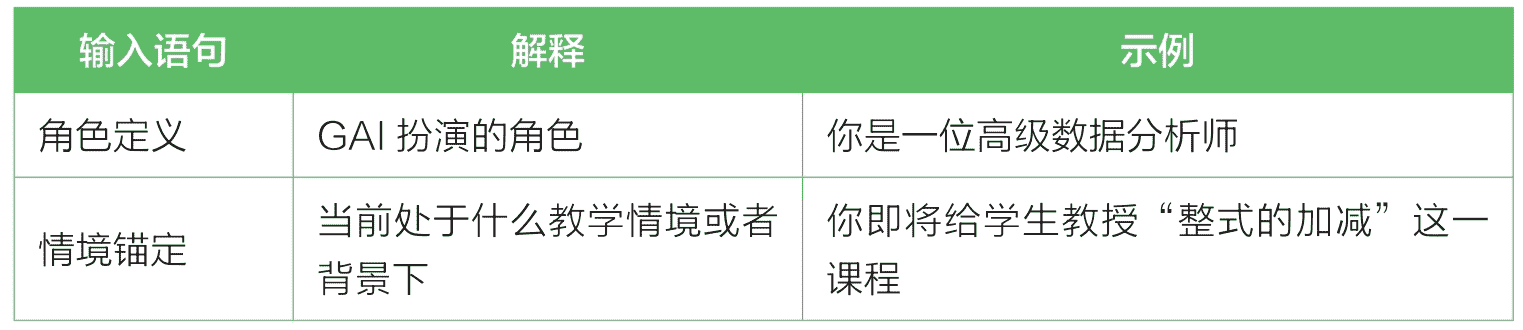 输入语句 解释 示例
角色定义 GAI 扮演的角色 你是一位高级数据分析师
情境锚定 当前处于什么教学情境或者背景下 你即将给学生教授“整式的加减”这一课程